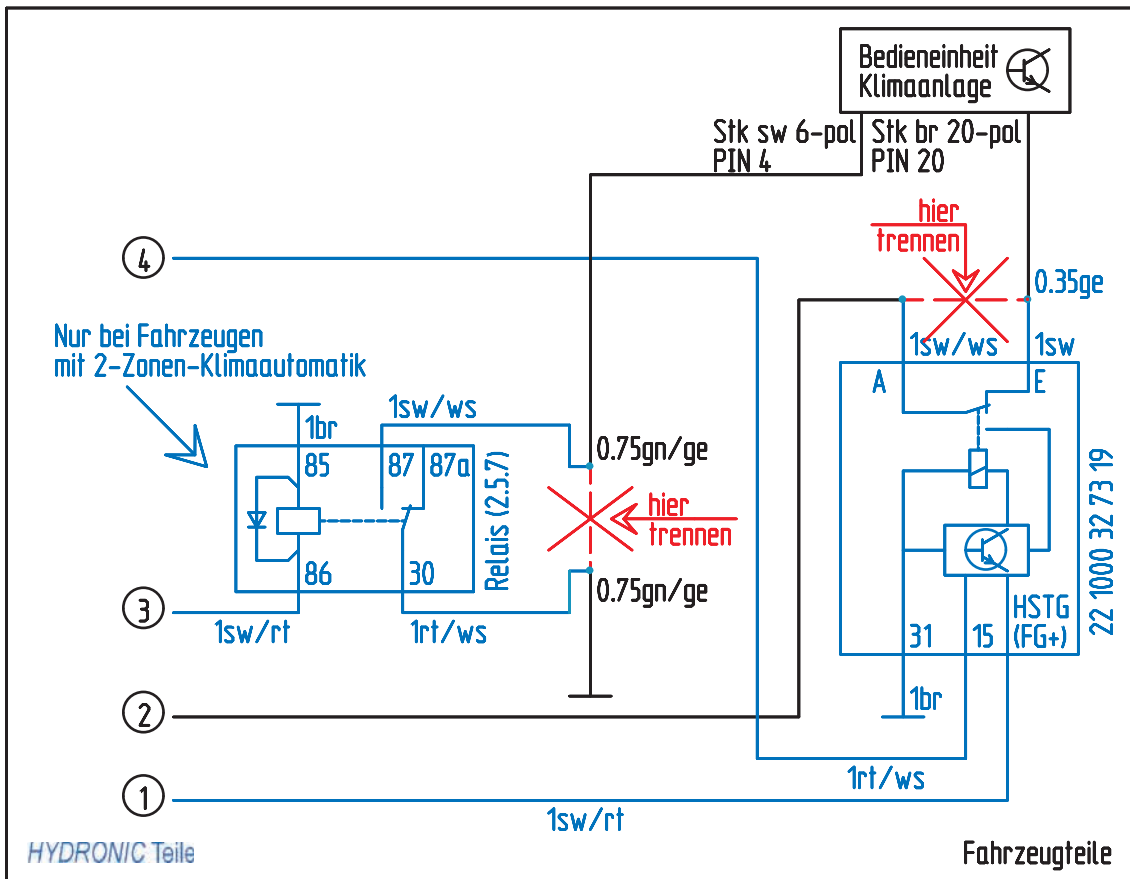 Bedieneinheit
Klimaanlage
Stk sw 6-pol
PIN 4
Stk br 20-pol
PIN 20
hier
trennen
4
0.35ge
Nur bei Fahrzeugen
mit 2-Zonen-Klimaautomatik
1sw/ws
1sw
A
E
1sw/ws
1br
85
87
87a
0.75gn/ge
hier
trennen
Relais (2.5.7)
86
30
0.75gn/ge
22 1000 32 73 19
3
1sw/rt
1rt/ws
31
15
HSTG
(FG+)
2
1br
1rt/ws
1
1sw/rt
HYDRONIC Teile
Fahrzeugteile